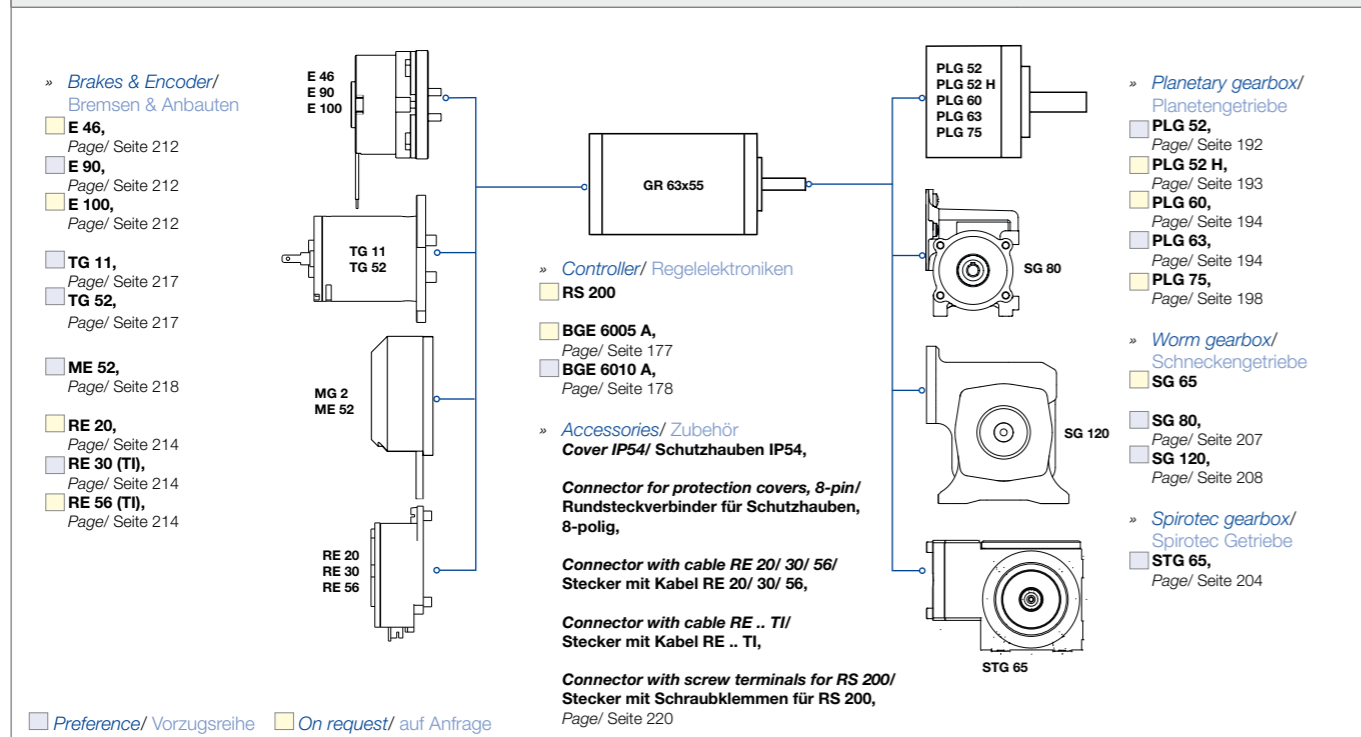 » Brakes & Encoder/
Bremsen & Anbauten
E 46,
Page/ Seite 212
E 90,
Page/ Seite 212
E 100,
Page/ Seite 212
TG 11,
Page/ Seite 217
TG 52,
Page/ Seite 217
ME 52,
Page/ Seite 218
RE 20,
Page/ Seite 214
RE 30 (TI),
Page/ Seite 214
RE 56 (TI),
Page/ Seite 214
E 46
E 90
E 100
TG 11
TG 52
MG 2
ME 52
RE 20
RE 30
RE 56
GR 63x55
» Controller/ Regelelektroniken
RS 200
BGE 6005 A,
Page/ Seite 177
BGE 6010 A,
Page/ Seite 178
» Accessories/ Zubehör
Cover IP54/ Schutzhauben IP54,
Connector for protection covers, 8-pin/
Rundsteckverbinder für Schutzhauben,
8-polig,
Connector with cable RE 20/ 30/ 56/
Stecker mit Kabel RE 20/ 30/ 56,
Connector with cable RE .. TI/
Stecker mit Kabel RE .. TI,
Connector with screw terminals for RS 200/
Stecker mit Schraubklemmen für RS 200,
Page/ Seite 220
PLG 52
PLG 52 H
PLG 60
PLG 63
PLG 75
SG 80
SG 120
STG 65
» Planetary gearbox/
Planetengetriebe
PLG 52,
Page/ Seite 192
PLG 52 H,
Page/ Seite 193
PLG 60,
Page/ Seite 194
PLG 63,
Page/ Seite 194
PLG 75,
Page/ Seite 198
» Worm gearbox/
Schneckengetriebe
SG 65
SG 80,
Page/ Seite 207
SG 120,
Page/ Seite 208
» Spirotec gearbox/
Spirotec Getriebe
STG 65,
Page/ Seite 204
Preference/ Vorzugsreihe On request/ auf Anfrage